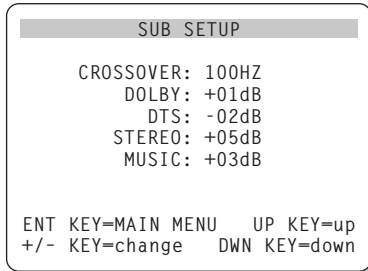 SUB SETUP
CROSSOVER: 100HZ
DOLBY: +01dB
DTS: -02dB
STEREO: +05dB
MUSIC: +03dB
ENT KEY=MAIN MENU UP KEY=up
+/- KEY=change DWN KEY=down